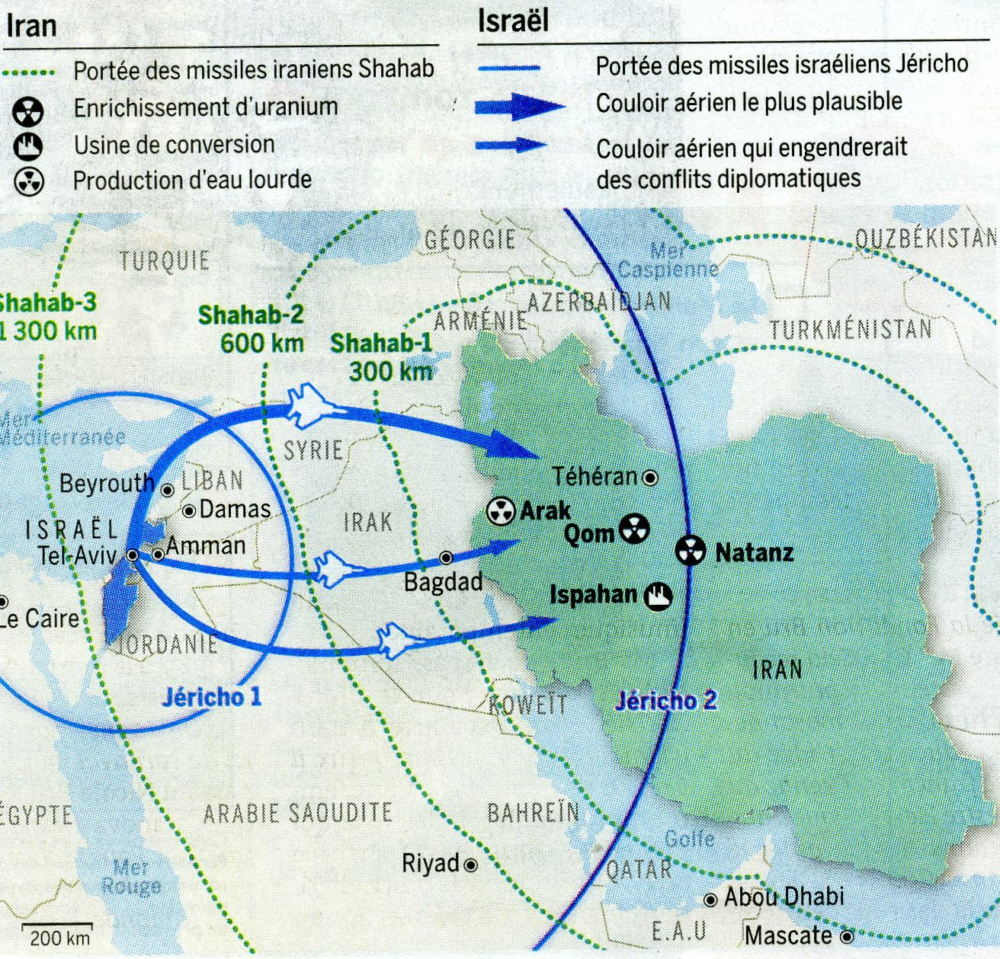 Iran
Portée des missiles iraniens Shahab
Enrichissement d'uranium
Usine de conversion
Production d'eau lourde
Israël
Portée des missiles israéliens Jéricho
Couloir aérien le plus plausible
Couloir aérien qui engendrerait
des conflits diplomatiques
GÉORGIE
OUZBÉKISTAN
TURQUIE
Mer
Caspienne
Shahab-3
1 300 km
Shahab-2
600 km
AZERBAÏDJAN
ARMÉNIE
TURKMÉNISTAN
Shahab-1
300 km
Mer
Méditerranée
SYRIE
Beyrouth
LIBAN
Téhéran
Damas
Arak
ISRAËL
IRAK
Qom
Tel-Aviv
Amman
Natanz
Bagdad
Ispahan
Le Caire
JORDANIE
IRAN
Jéricho 1
KOWEÏT
Jéricho 2
ÉGYPTE
ARABIE SAOUDITE
BAHREÏN
Golfe
Mer
Rouge
Riyad
QATAR
Abou Dhabi
E.A.U
Mascate
200 km